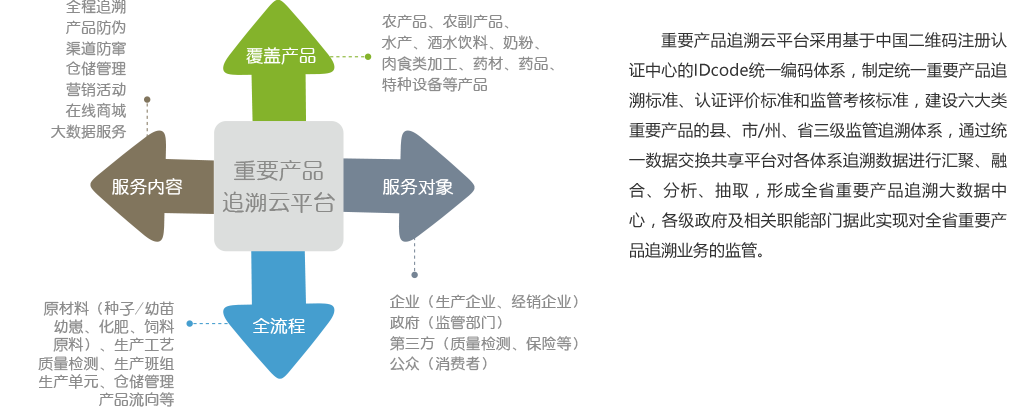 全程追溯
产品防伪
渠道防窜
仓储管理
营销活动
在线商城
大数据服务
覆盖产品
农产品、农副产品、
水产、酒水饮料、奶粉、
肉食类加工、药材、药品、
特种设备等产品
服务内容
重要产品
追溯云平台
服务对象
全流程
原材料（种子/幼苗
幼崽、化肥、饲料
原料）、生产工艺
质量检测、生产班组
生产单元、仓储管理
产品流向等
企业（生产企业、经销企业）
政府（监管部门）
第三方（质量检测、保险等）
公众（消费者）
重要产品追溯云平台采用基于中国二维码注册认
证中心的IDcode统一编码体系，制定统一重要产品追
溯标准、认证评价标准和监管考核标准，建设六大类
重要产品的县、市/州、省三级监管追溯体系，通过统
一数据交换共享平台对各体系追溯数据进行汇聚、融
合、分析、抽取，形成全省重要产品追溯大数据中
心，各级政府及相关职能部门据此实现对全省重要产
品追溯业务的监管。